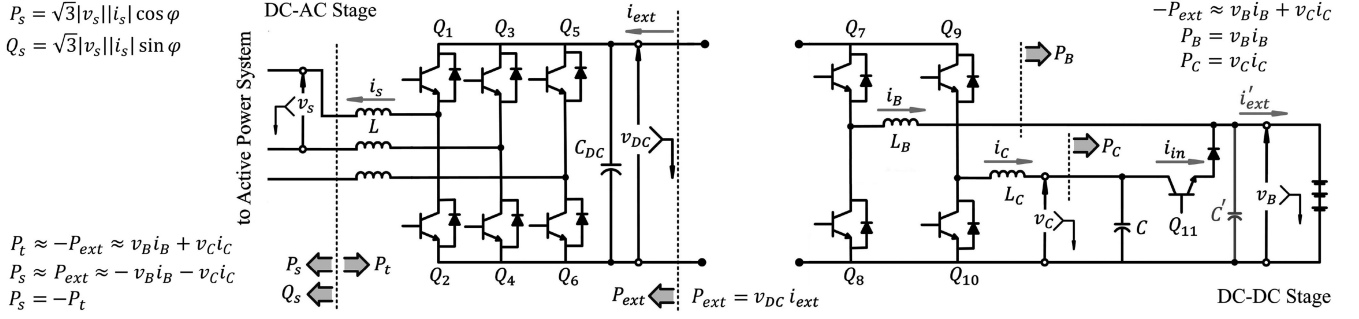 P_s = √3|v_s||i_s| cos φ
Q_s = √3|v_s||i_s| sin φ
DC-AC Stage
to Active Power System
v_s
i_s
L
Q_1
Q_3
Q_5
i_ext
C_DC
v_DC
Q_2
Q_4
Q_6
P_s
P_t
Q_s
P_ext
P_ext = v_DC i_ext
P_t ≈ −P_ext ≈ v_B i_B + v_C i_C
P_s ≈ P_ext ≈ − v_B i_B − v_C i_C
P_s = −P_t
Q_7
Q_9
P_B
−P_ext ≈ v_B i_B + v_C i_C
P_B = v_B i_B
P_C = v_C i_C
i_B
L_B
i_C
L_C
P_C
i_in
i'_ext
v_C
C
Q_11
C'
v_B
Q_8
Q_10
DC-DC Stage